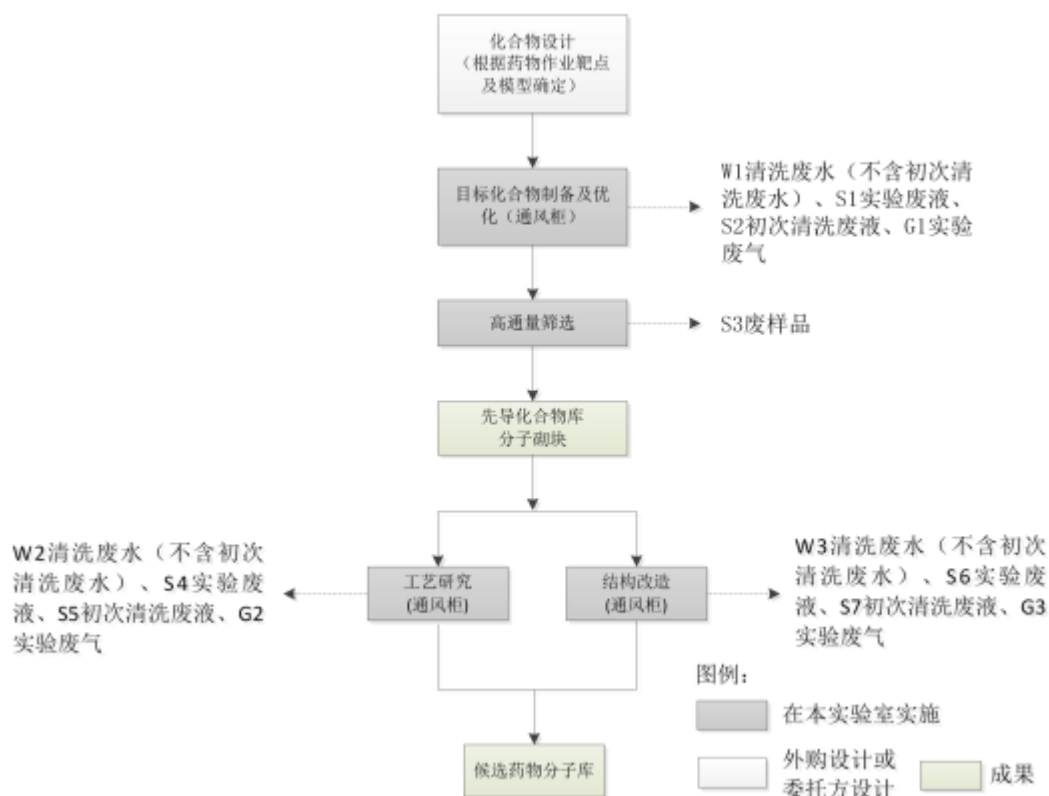 化合物设计
（根据药物作业靶点
及模型确定）
目标化合物制备及优
化（通风柜）
W1清洗废水（不含初次清
洗废水）、S1实验废液、
S2初次清洗废液、G1实验
废气
高通量筛选
S3废样品
先导化合物库
分子砌块
W2清洗废水（不含初次
清洗废水）、S4实验废
液、S5初次清洗废液、G2
实验废气
工艺研究
(通风柜)
结构改造
(通风柜)
W3清洗废水（不含初次
清洗废水）、S6实验废
液、S7初次清洗废液、G3
实验废气
图例：
在本实验室实施
外购设计或
委托方设计
成果
候选药物分子库